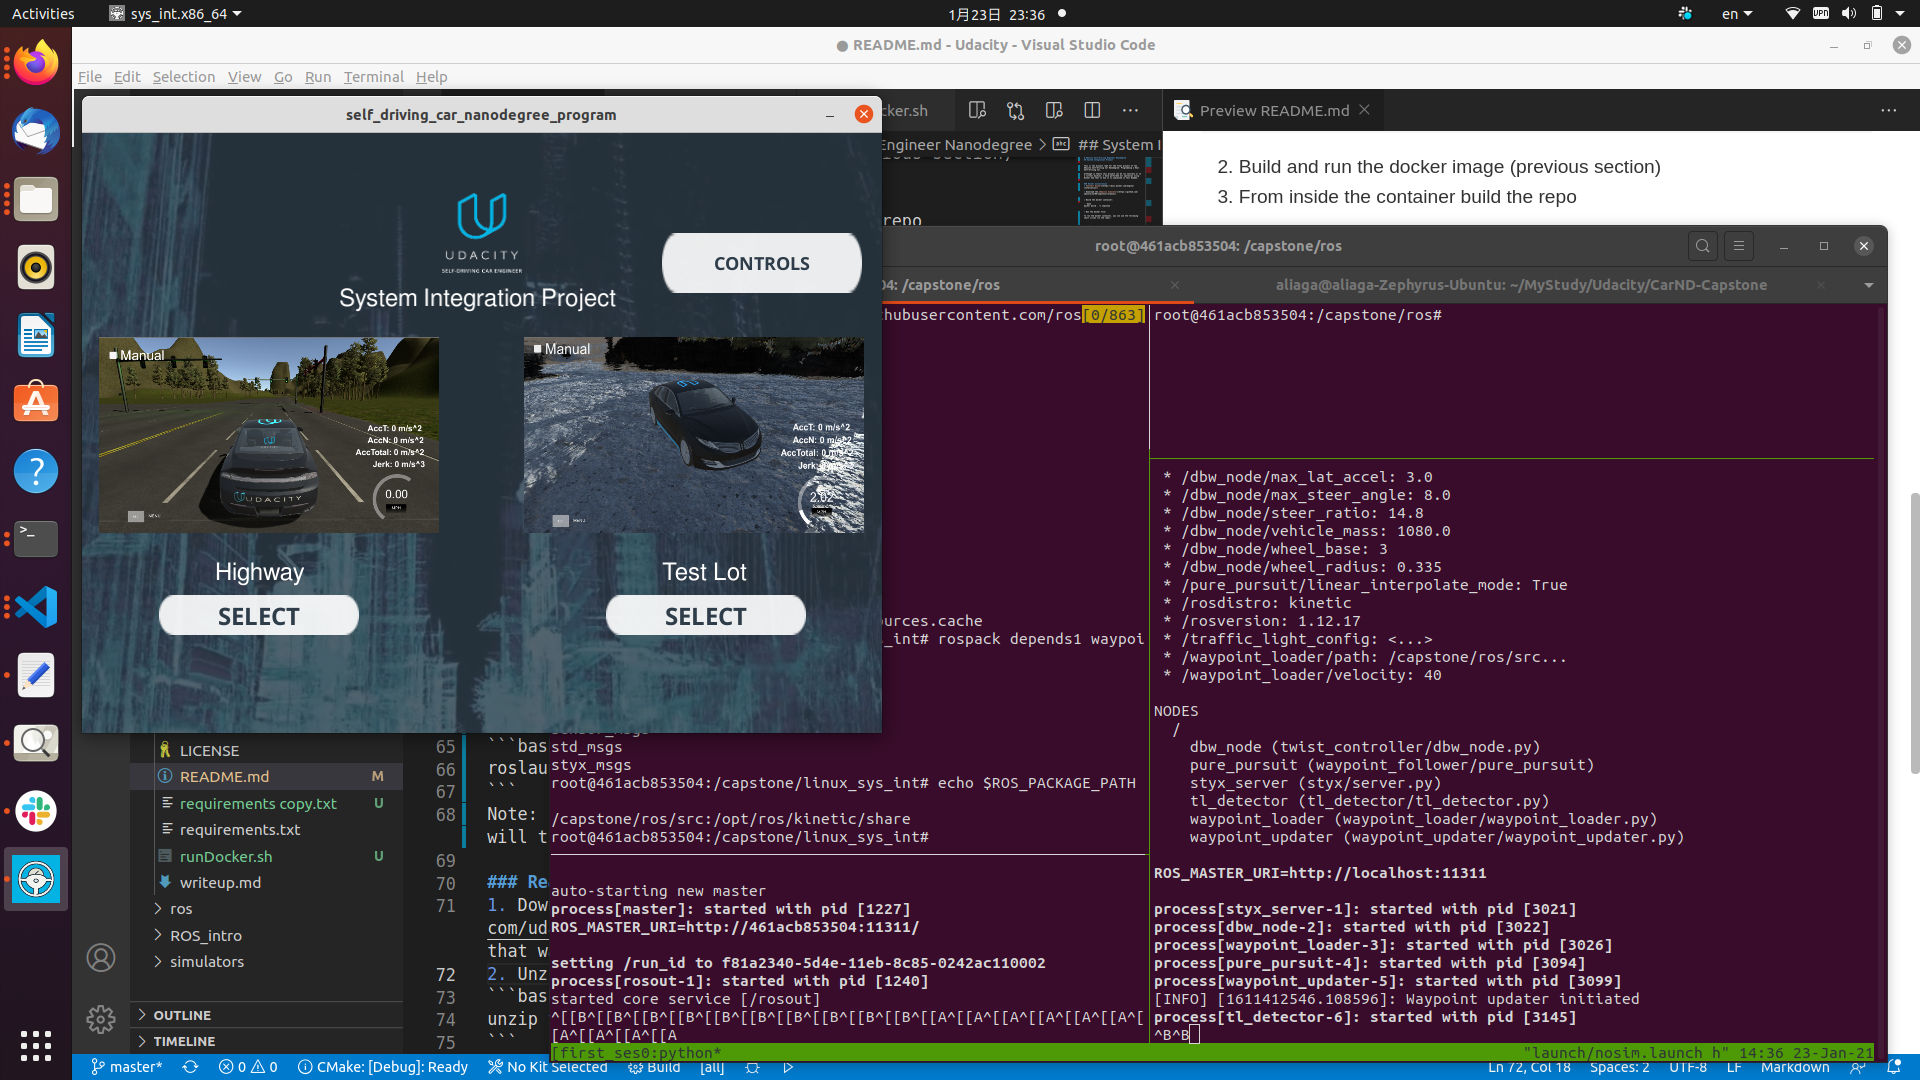 Activities
sys_int.x86_64
1月23日 23:36
en
VPN
● README.md - Udacity - Visual Studio Code
File Edit Selection View Go Run Terminal Help
self_driving_car_nanodegree_program
cker.sh
Preview README.md
ngineer Nanodegree > ## System I
UDACITY
SELF-DRIVING CAR ENGINEER
System Integration Project
CONTROLS
Manual
AccT: 0 m/s^2
AccN: 0 m/s^2
AccTotal: 0 m/s^2
Jerk: 0 m/s^3
0.00
MPH
UDACITY
MENU
Manual
AccT: 0 m/s^2
AccN: 0 m/s^2
AccTotal: 0 m/s^2
2.02
MENU
Highway
SELECT
Test Lot
SELECT
repo
2. Build and run the docker image (previous section)
3. From inside the container build the repo
root@461acb853504: /capstone/ros
04: /capstone/ros
aliaga@aliaga-Zephyrus-Ubuntu: ~/MyStudy/Udacity/CarND-Capstone
hubusercontent.com/ros[0/863]
urces.cache
s_int# rospack depends1 waypoi
std_msgs
styx_msgs
root@461acb853504:/capstone/linux_sys_int# echo $ROS_PACKAGE_PATH
/capstone/ros/src:/opt/ros/kinetic/share
root@461acb853504:/capstone/linux_sys_int#
auto-starting new master
process[master]: started with pid [1227]
ROS_MASTER_URI=http://461acb853504:11311/
setting /run_id to f81a2340-5d4e-11eb-8c85-0242ac110002
process[rosout-1]: started with pid [1240]
started core service [/rosout]
^[[B^[[B^[[B^[[B^[[B^[[B^[[B^[[B^[[B^[[B^[[A^[[A^[[A^[[A^[[A^[[A^[
[A^[[A^[[A^[[A
root@461acb853504:/capstone/ros#
* /dbw_node/max_lat_accel: 3.0
* /dbw_node/max_steer_angle: 8.0
* /dbw_node/steer_ratio: 14.8
* /dbw_node/vehicle_mass: 1080.0
* /dbw_node/wheel_base: 3
* /dbw_node/wheel_radius: 0.335
* /pure_pursuit/linear_interpolate_mode: True
* /rosdistro: kinetic
* /rosversion: 1.12.17
* /traffic_light_config: <...>
* /waypoint_loader/path: /capstone/ros/src...
* /waypoint_loader/velocity: 40
NODES
/
dbw_node (twist_controller/dbw_node.py)
pure_pursuit (waypoint_follower/pure_pursuit)
styx_server (styx/server.py)
tl_detector (tl_detector/tl_detector.py)
waypoint_loader (waypoint_loader/waypoint_loader.py)
waypoint_updater (waypoint_updater/waypoint_updater.py)
ROS_MASTER_URI=http://localhost:11311
process[styx_server-1]: started with pid [3021]
process[dbw_node-2]: started with pid [3022]
process[waypoint_loader-3]: started with pid [3026]
process[pure_pursuit-4]: started with pid [3094]
process[waypoint_updater-5]: started with pid [3099]
[INFO] [1611412546.108596]: Waypoint updater initiated
process[tl_detector-6]: started with pid [3145]
^B^B
[first_ses0:python*
"launch/nosim.launch h" 14:36 23-Jan-21
LICENSE
README.md M
requirements copy.txt U
requirements.txt
runDocker.sh U
writeup.md
ros
ROS_intro
simulators
OUTLINE
TIMELINE
65 ```bas
66 roslau
67 ```
68 Note:
will t
69
70 ### Re
71 1. Dow
com/ud
that w
72 2. Unz
73 ```bas
74 unzip
75 ```
master*
0 0
CMake: [Debug]: Ready
No Kit Selected
Build
[all]
Ln 72, Col 18
Spaces: 2
UTF-8
LF
Markdown